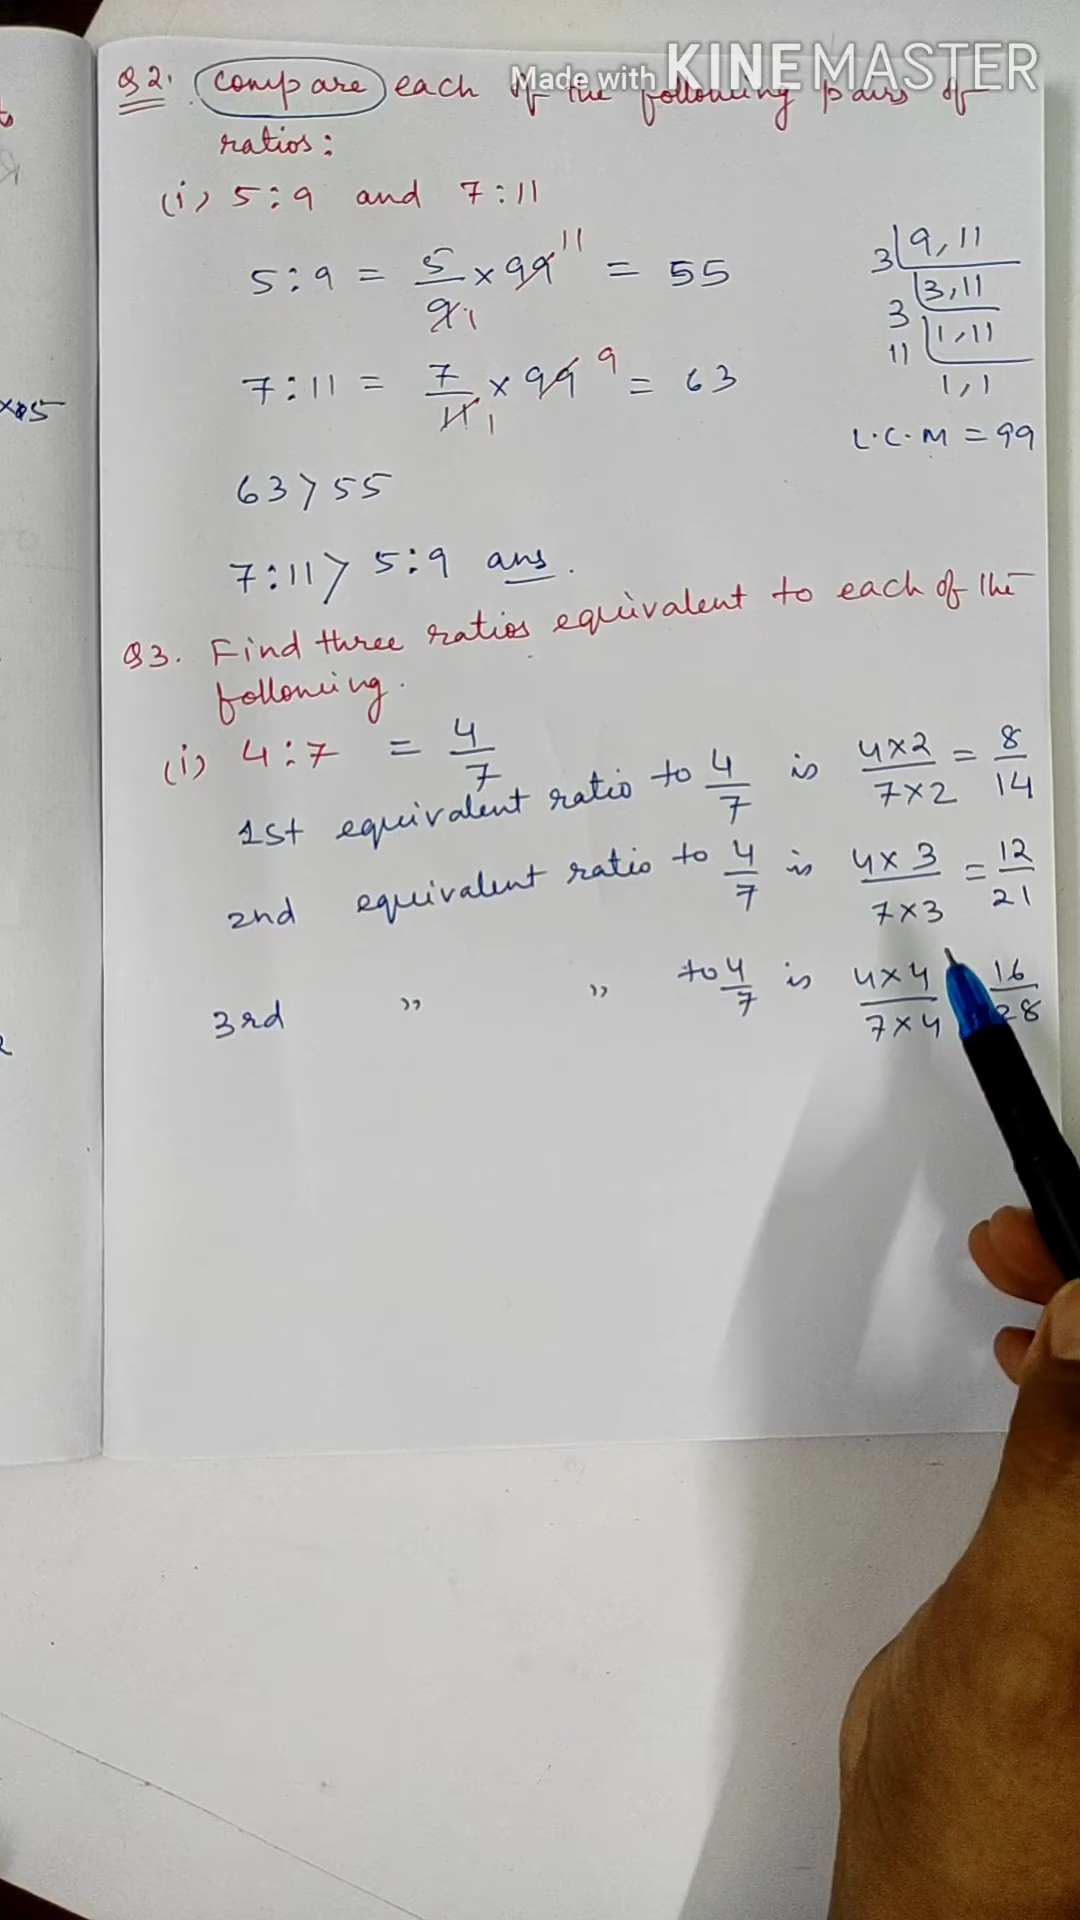 Made with KINEMASTER
Q2. Compare each of the following pairs of
ratios:
(i) 5:9 and 7:11
5:9 = 5/9 1 × 99 11 = 55
7:11 = 7/11 1 × 99 9 = 63
3 | 9, 11
3 | 3, 11
11 | 1, 11
1, 1
L.C.M = 99
63 > 55
7:11 > 5:9 ans.
Q3. Find three ratios equivalent to each of the
following.
(i) 4:7 = 4/7
1st equivalent ratio to 4/7 is 4×2/7×2 = 8/14
2nd equivalent ratio to 4/7 is 4×3/7×3 = 12/21
3rd " " to 4/7 is 4×4/7×4 16/28
×5